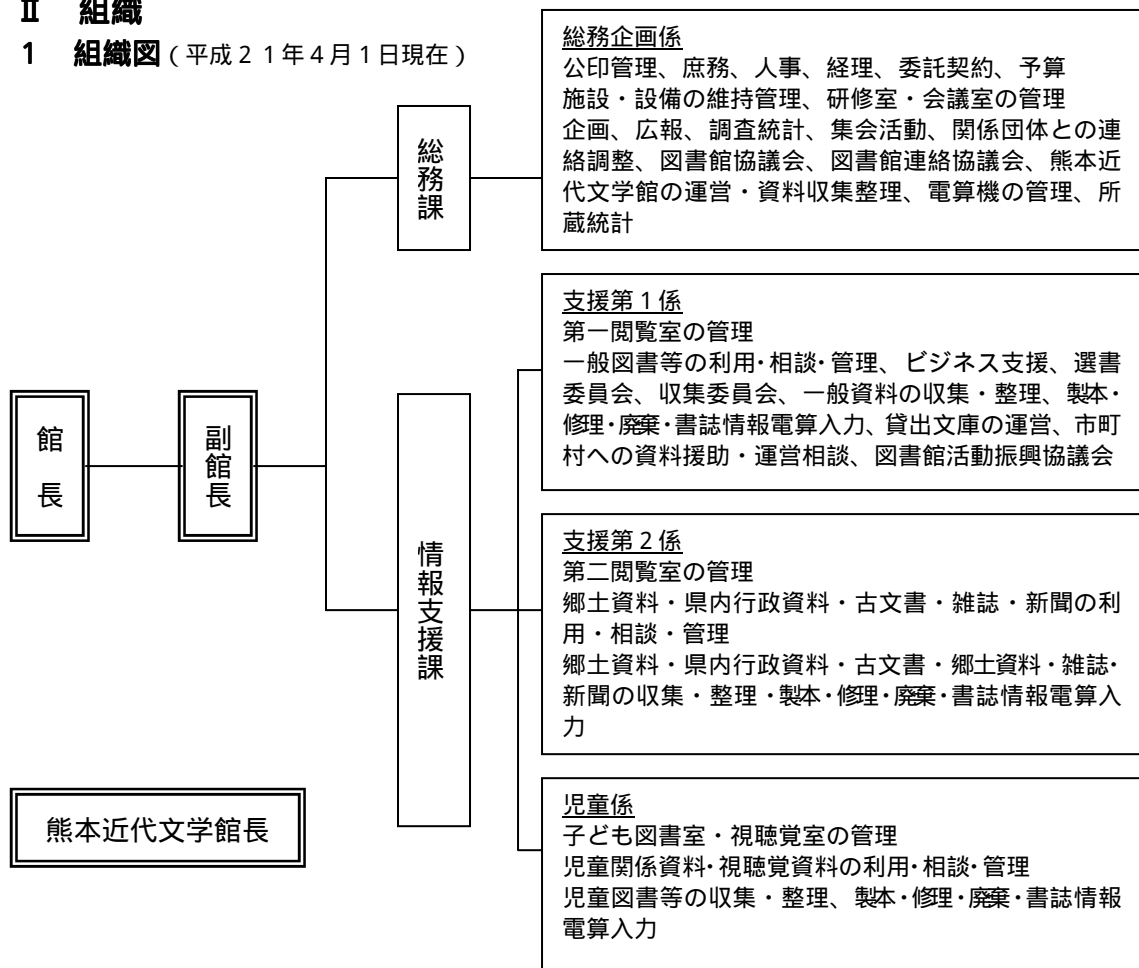 Ⅱ 組織
1 組織図（平成２１年４月１日現在）
総務企画係
公印管理、庶務、人事、経理、委託契約、予算
施設・設備の維持管理、研修室・会議室の管理
企画、広報、調査統計、集会活動、関係団体との連
絡調整、図書館協議会、図書館連絡協議会、熊本近
代文学館の運営・資料収集整理、電算機の管理、所
蔵統計
総務課
支援第１係
第一閲覧室の管理
一般図書等の利用・相談・管理、ビジネス支援、選書
委員会、収集委員会、一般資料の収集・整理、製本・
修理・廃棄・書誌情報電算入力、貸出文庫の運営、市町
村への資料援助・運営相談、図書館活動振興協議会
館長
副館長
情報支援課
支援第２係
第二閲覧室の管理
郷土資料・県内行政資料・古文書・雑誌・新聞の利
用・相談・管理
郷土資料・県内行政資料・古文書・郷土資料・雑誌・
新聞の収集・整理・製本・修理・廃棄・書誌情報電算入
力
熊本近代文学館長
児童係
子ども図書室・視聴覚室の管理
児童関係資料・視聴覚資料の利用・相談・管理
児童図書等の収集・整理、製本・修理・廃棄・書誌情報
電算入力